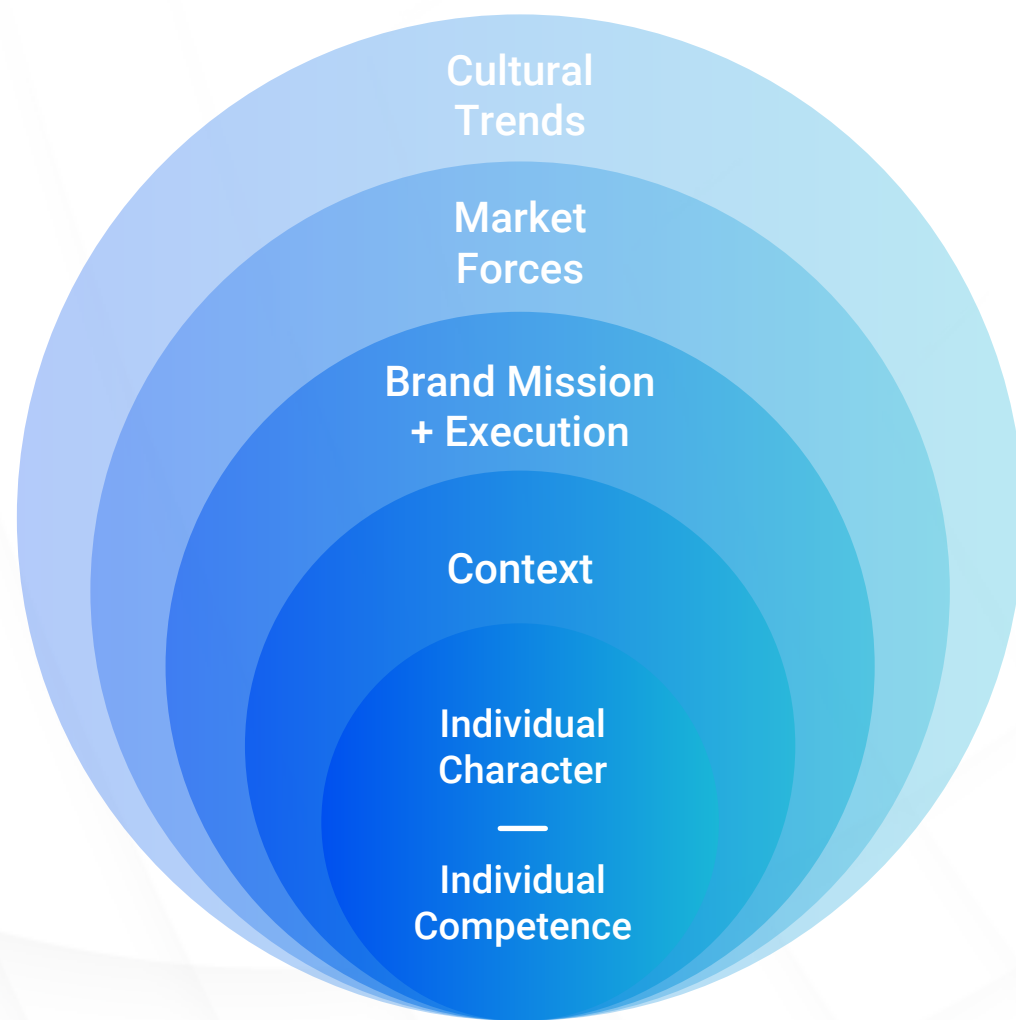 Cultural
Trends
Market
Forces
Brand Mission
+ Execution
Context
Individual
Character
Individual
Competence